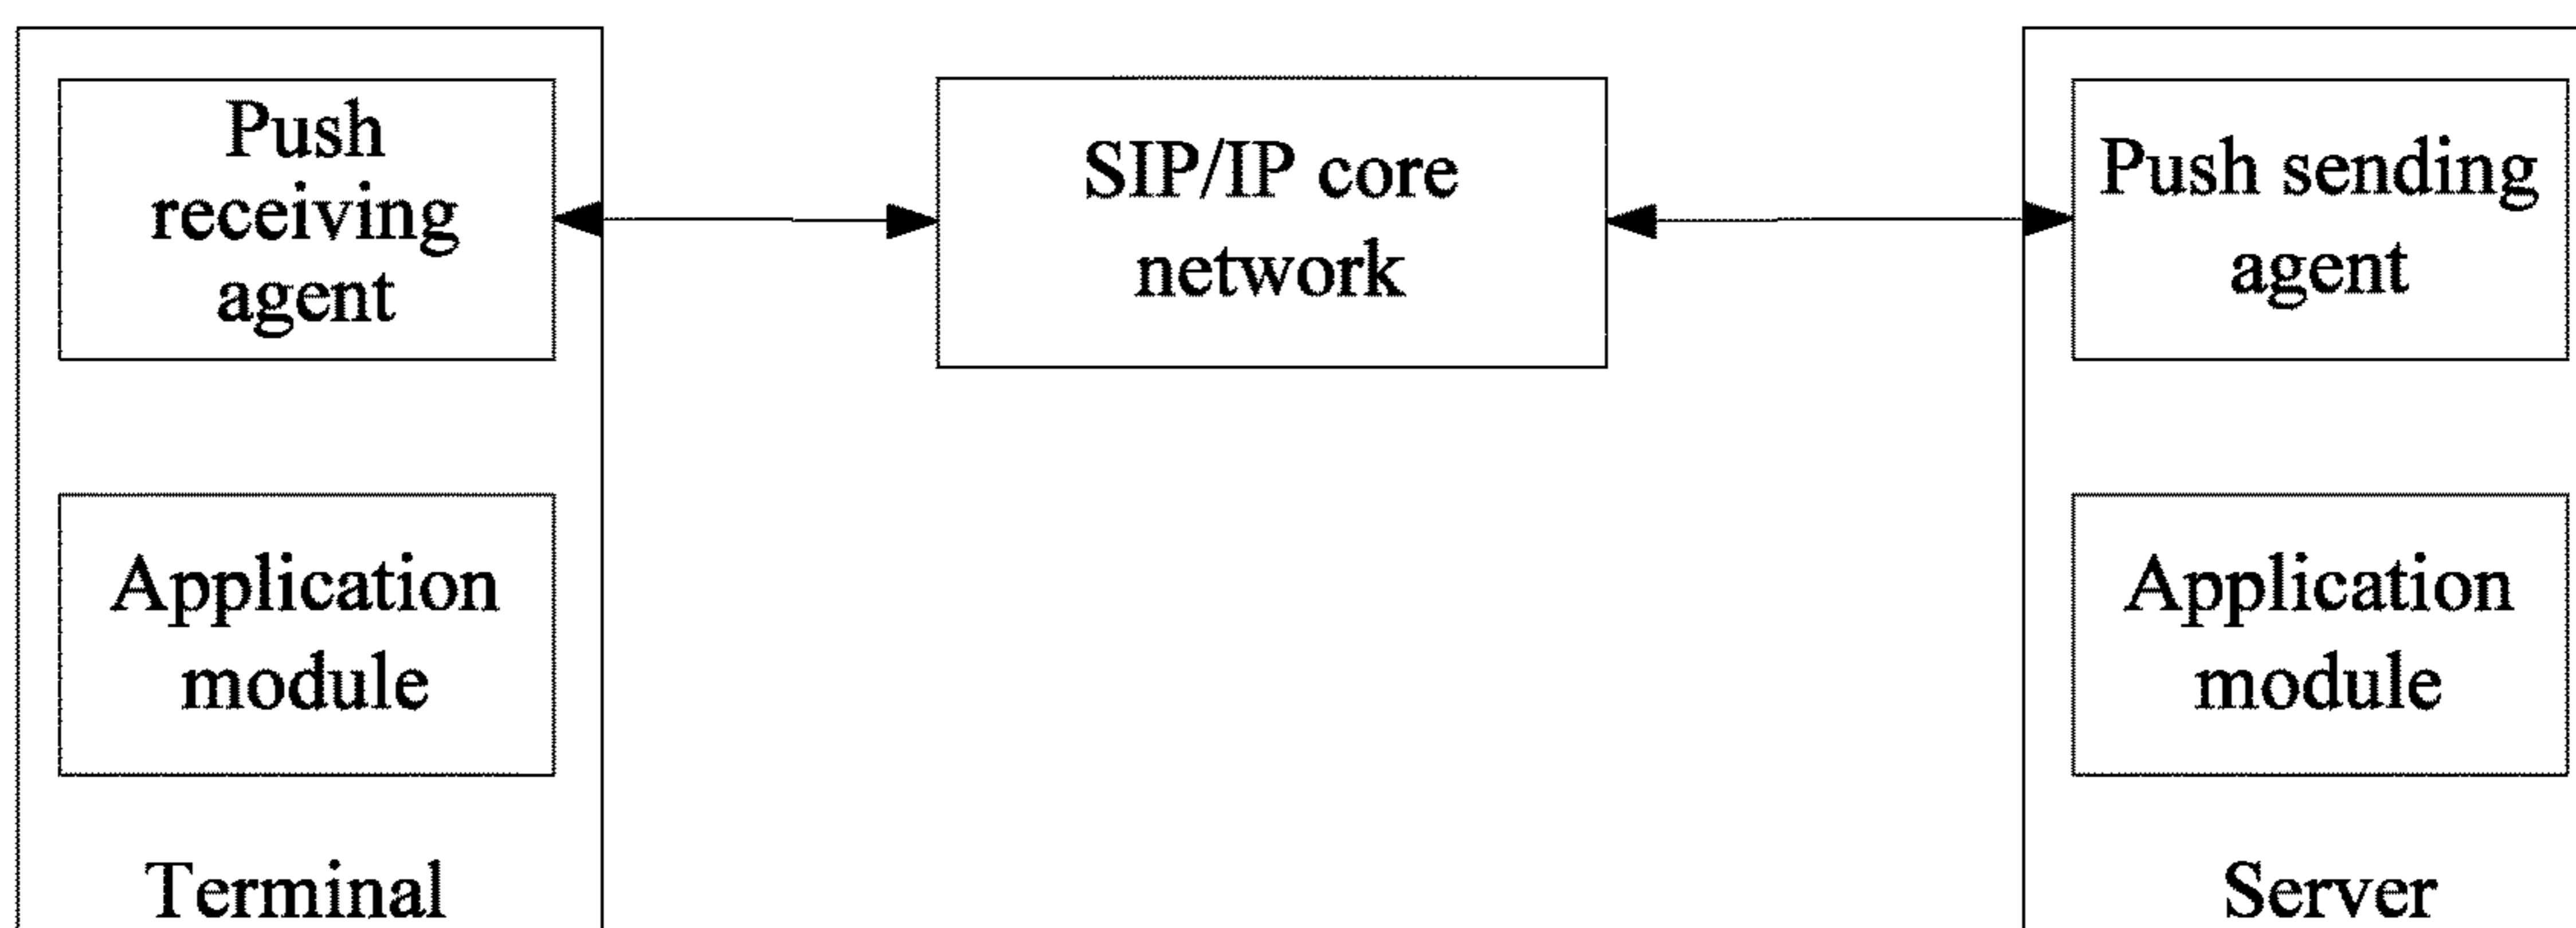 Push
receiving
agent
Application
module
Terminal
SIP/IP core
network
Push sending
agent
Application
module
Server